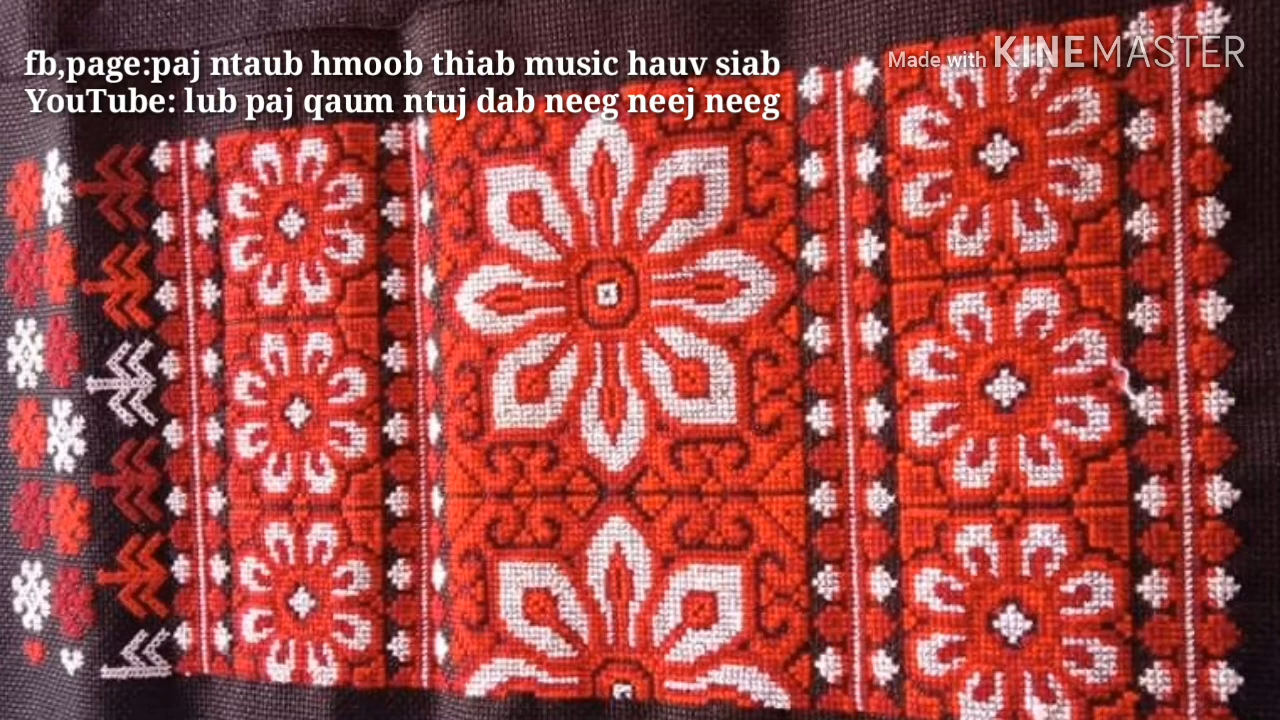 fb,page:paj ntaub hmoob thiab music hauv siab
YouTube: lub paj qaum ntuj dab neeg neej neeg
Made with KINEMASTER